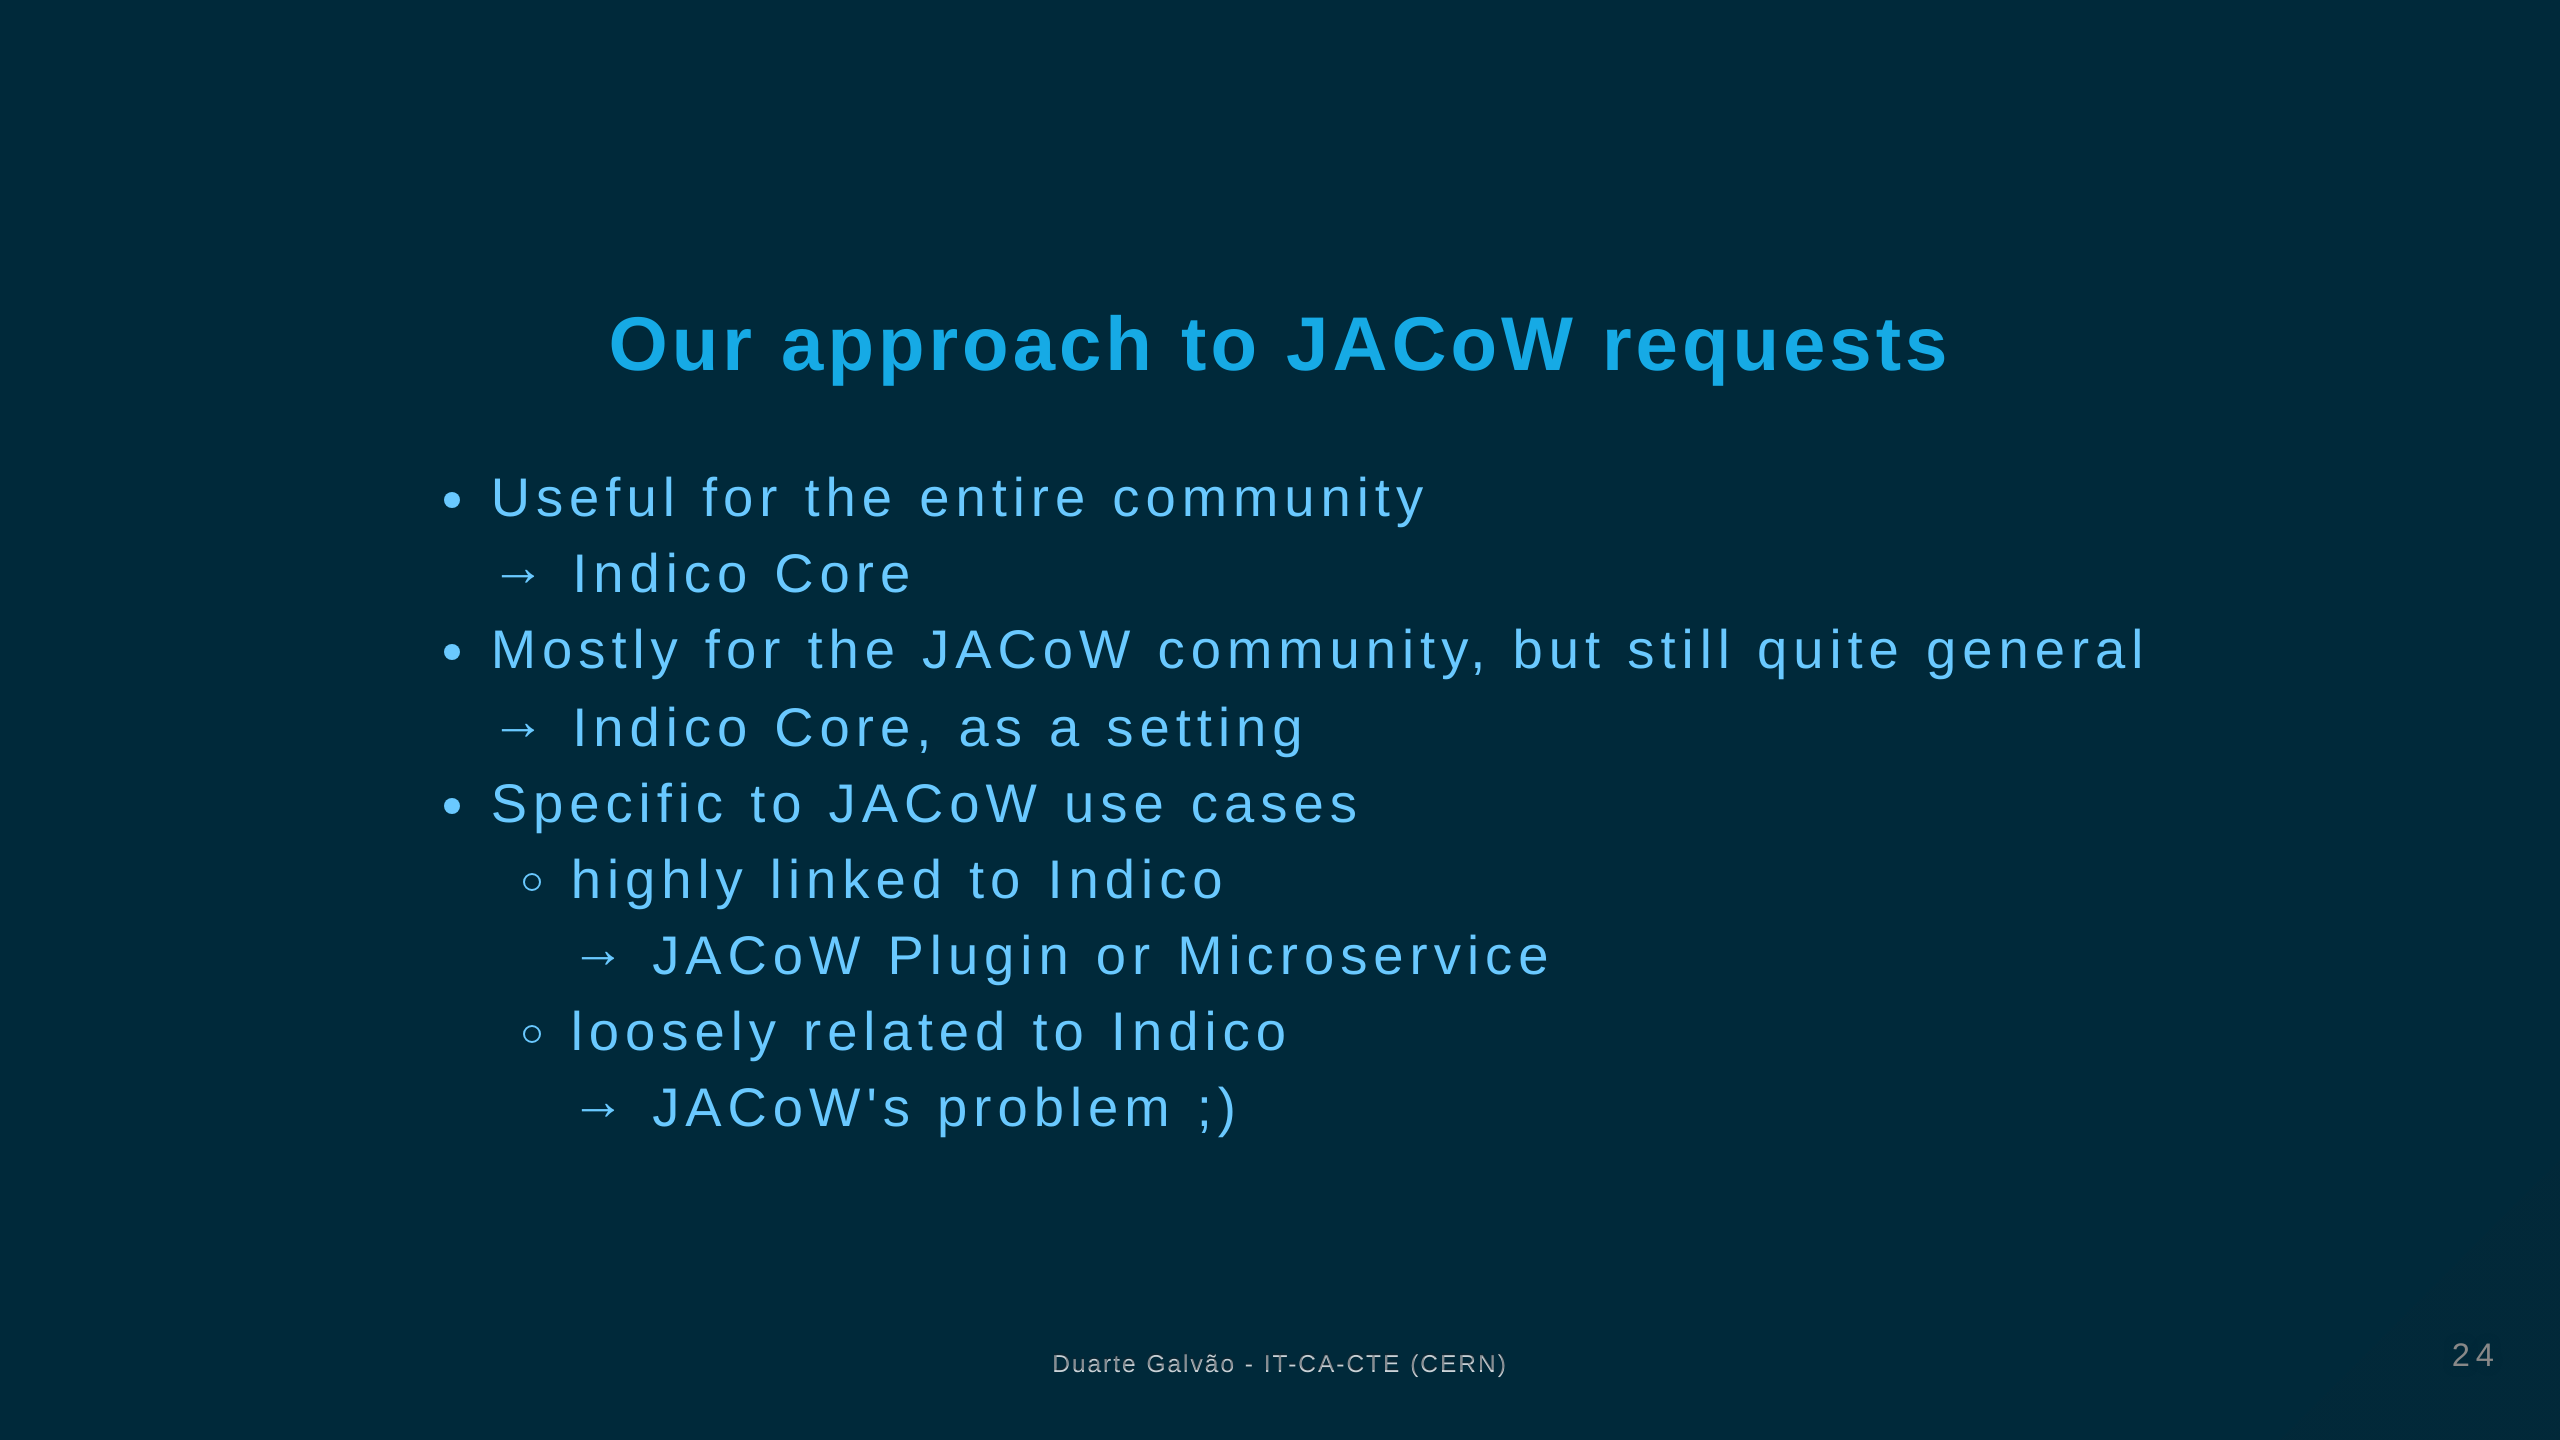 Our approach to JACoW requests
• Useful for the entire community
→ Indico Core
• Mostly for the JACoW community, but still quite general
→ Indico Core, as a setting
• Specific to JACoW use cases
◦ highly linked to Indico
→ JACoW Plugin or Microservice
◦ loosely related to Indico
→ JACoW's problem ;)
Duarte Galvão - IT-CA-CTE (CERN)
24